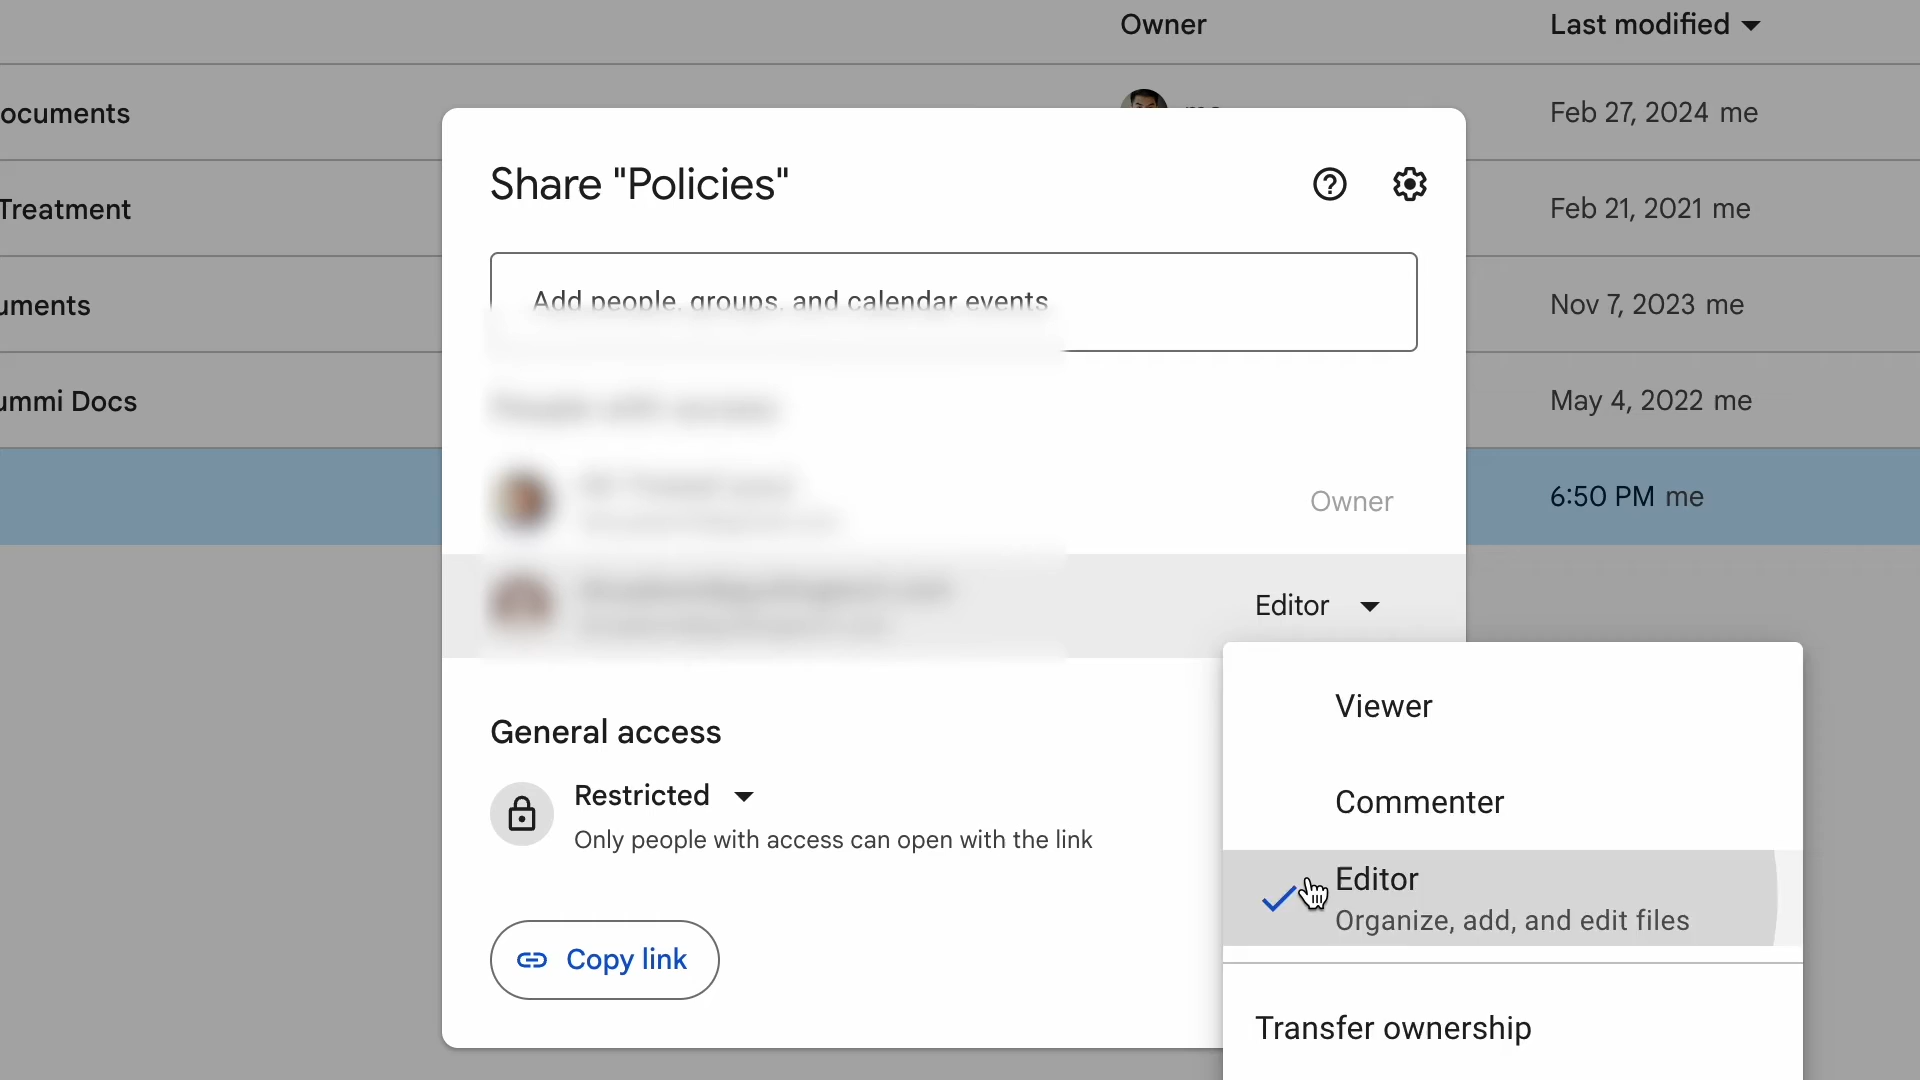 Owner
Last modified
ocuments
Feb 27, 2024 me
Share "Policies"
Treatment
Feb 21, 2021 me
Add people, groups, and calendar events
uments
Nov 7, 2023 me
ummi Docs
May 4, 2022 me
Owner
6:50 PM me
Editor
Viewer
General access
Restricted
Commenter
Only people with access can open with the link
Editor
Organize, add, and edit files
Copy link
Transfer ownership